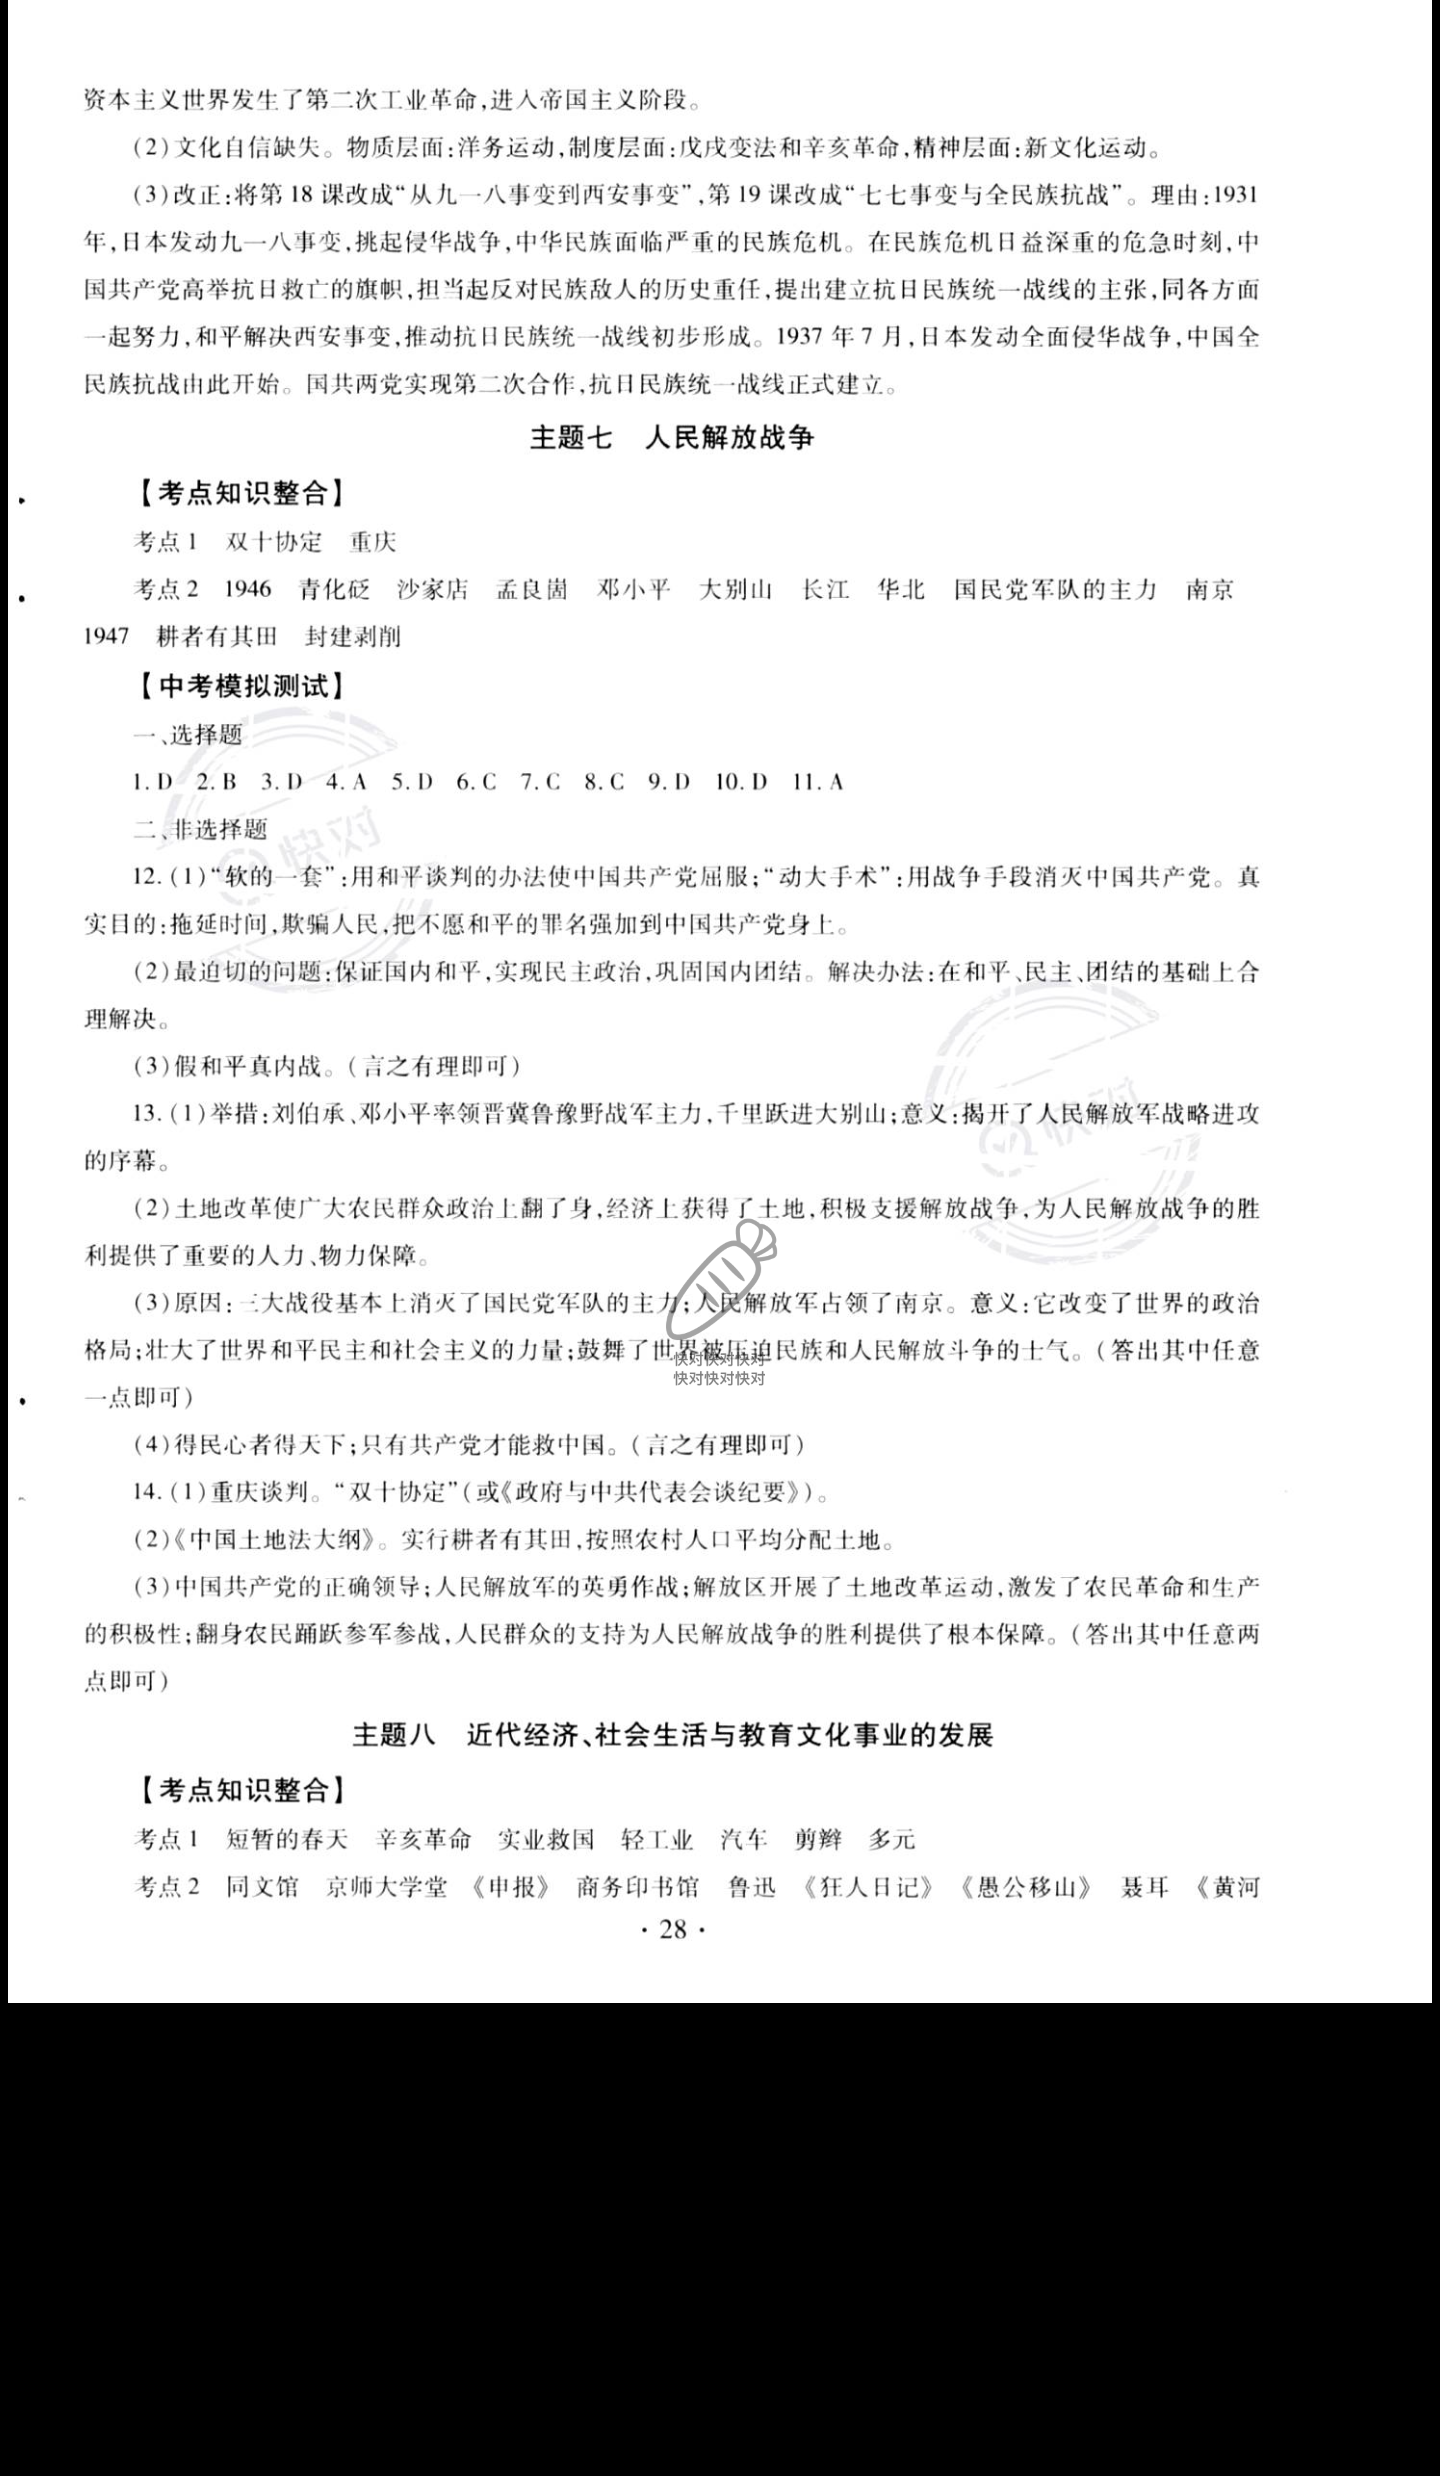 资本主义世界发生了第二次工业革命,进入帝国主义阶段。
(2)文化自信缺失。物质层面:洋务运动,制度层面:戊戌变法和辛亥革命,精神层面:新文化运动。
(3)改正:将第 18 课改成“从九一八事变到西安事变”,第 19 课改成“七七事变与全民族抗战”。理由:1931
年,日本发动九一八事变,挑起侵华战争,中华民族面临严重的民族危机。在民族危机日益深重的危急时刻,中
国共产党高举抗日救亡的旗帜,担当起反对民族敌人的历史重任,提出建立抗日民族统一战线的主张,同各方面
一起努力,和平解决西安事变,推动抗日民族统一战线初步形成。1937 年 7 月,日本发动全面侵华战争,中国全
民族抗战由此开始。国共两党实现第二次合作,抗日民族统一战线正式建立。
主题七 人民解放战争
【考点知识整合】
考点 1 双十协定 重庆
考点 2 1946 青化砭 沙家店 孟良崮 邓小平 大别山 长江 华北 国民党军队的主力 南京
1947 耕者有其田 封建剥削
【中考模拟测试】
一、选择题
1. D 2. B 3. D 4. A 5. D 6. C 7. C 8. C 9. D 10. D 11. A
二、非选择题
12. (1)“软的一套”:用和平谈判的办法使中国共产党屈服;“动大手术”:用战争手段消灭中国共产党。真
实目的:拖延时间,欺骗人民,把不愿和平的罪名强加到中国共产党身上。
(2)最迫切的问题:保证国内和平,实现民主政治,巩固国内团结。解决办法:在和平、民主、团结的基础上合
理解决。
(3)假和平真内战。(言之有理即可)
13. (1)举措:刘伯承、邓小平率领晋冀鲁豫野战军主力,千里跃进大别山;意义:揭开了人民解放军战略进攻
的序幕。
(2)土地改革使广大农民群众政治上翻了身,经济上获得了土地,积极支援解放战争,为人民解放战争的胜
利提供了重要的人力、物力保障。
(3)原因:三大战役基本上消灭了国民党军队的主力;人民解放军占领了南京。意义:它改变了世界的政治
格局;壮大了世界和平民主和社会主义的力量;鼓舞了世界被压迫民族和人民解放斗争的士气。(答出其中任意
一点即可)
(4)得民心者得天下;只有共产党才能救中国。(言之有理即可)
14. (1)重庆谈判。“双十协定”(或《政府与中共代表会谈纪要》)。
(2)《中国土地法大纲》。实行耕者有其田,按照农村人口平均分配土地。
(3)中国共产党的正确领导;人民解放军的英勇作战;解放区开展了土地改革运动,激发了农民革命和生产
的积极性;翻身农民踊跃参军参战,人民群众的支持为人民解放战争的胜利提供了根本保障。(答出其中任意两
点即可)
主题八 近代经济、社会生活与教育文化事业的发展
【考点知识整合】
考点 1 短暂的春天 辛亥革命 实业救国 轻工业 汽车 剪辫 多元
考点 2 同文馆 京师大学堂 《申报》 商务印书馆 鲁迅 《狂人日记》 《愚公移山》 聂耳 《黄河
· 28 ·
快对
快对
快对快对快对
快对快对快对